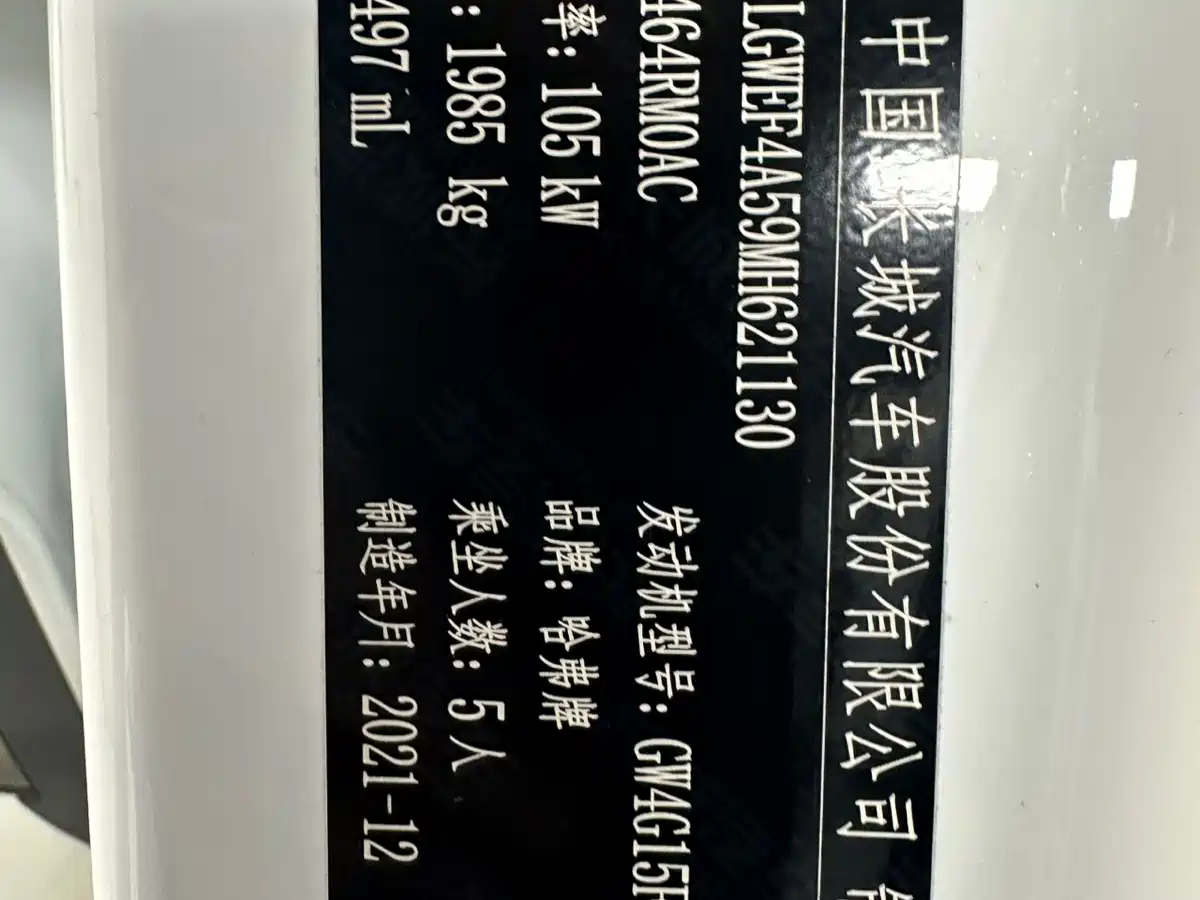 中国长城汽车股份有限公司
LGWEF4A59MH621130
464RM0AC 发动机型号: GW4G15
率: 105 kW 品牌: 哈弗牌
: 1985 kg 乘坐人数: 5 人
497 mL 制造年月: 2021-12